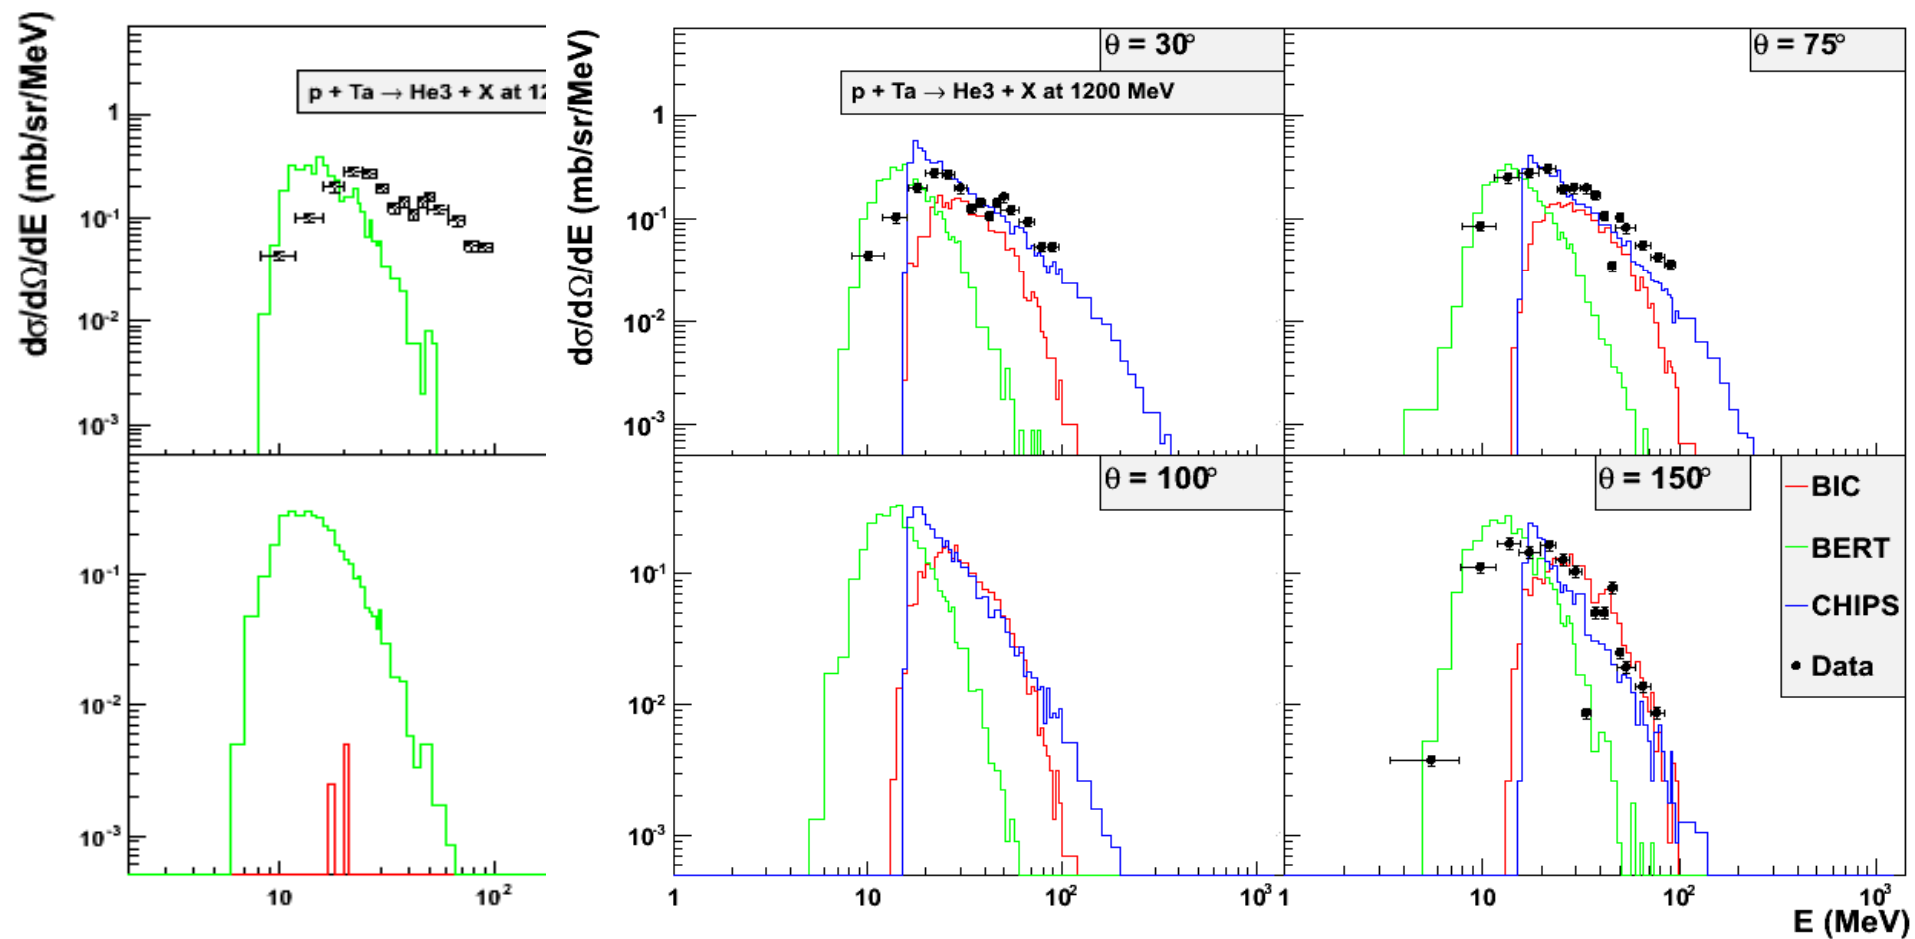 dσ/dΩ/dE (mb/sr/MeV)
p + Ta → He3 + X at 12
1
10⁻¹
10⁻²
10⁻³
10⁻¹
10⁻²
10⁻³
10
10²
dσ/dΩ/dE (mb/sr/MeV)
θ = 30°
p + Ta → He3 + X at 1200 MeV
1
10⁻¹
10⁻²
10⁻³
θ = 75°
θ = 100°
10⁻¹
10⁻²
10⁻³
1
10
10²
10³
θ = 150°
BIC
BERT
CHIPS
Data
1
10
10²
10³
E (MeV)